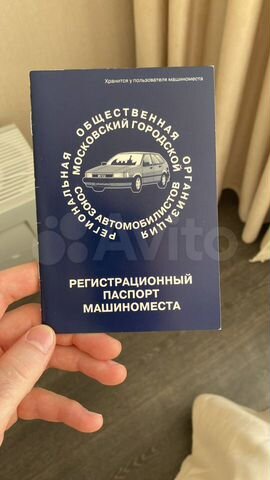 Хранится у пользователя машиноместа
РЕГИОНАЛЬНАЯ ОБЩЕСТВЕННАЯ ОРГАНИЗАЦИЯ
МОСКОВСКИЙ ГОРОДСКОЙ
СОЮЗ АВТОМОБИЛИСТОВ
Avito
РЕГИСТРАЦИОННЫЙ
ПАСПОРТ
МАШИНОМЕСТА